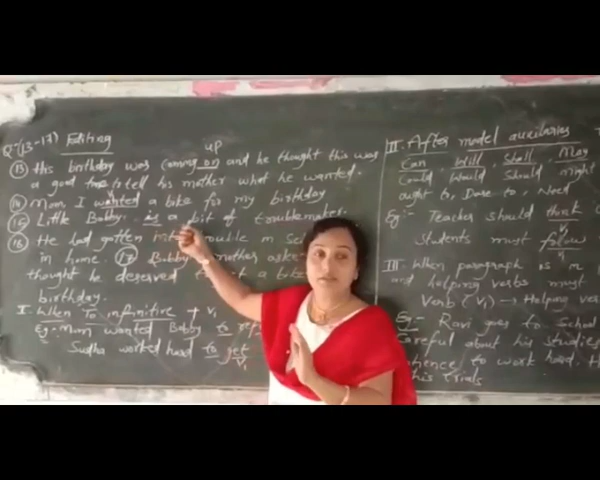 Q-(13-17) Editing
up
(13) His birthday was coming on and he thought this was
a good time to tell his mother what he wanted.
(14) Mom, I wanted a bike for my birthday
(15) Little Bobby is a bit of troublemaker
(16) He had gotten into trouble in
in home. (17) Bobby's mother asked
thought he deserved to a bike
birthday.
I. When To infinitive + V1
Eg:- Mom wanted Bobby to
Sudha worked hard to get
V1
II. After model auxiliaries
Can Will Shall May
Could Would Should might
ought to, Dare to, Need
Eg:- Teacher should think
V1
Students must follow
V1
III. When paragraph is in
and helping verbs must
Verb (V1) → Helping ver
Eg:- Ravi goes to School
Careful about his studies
to work hard. H
his trials